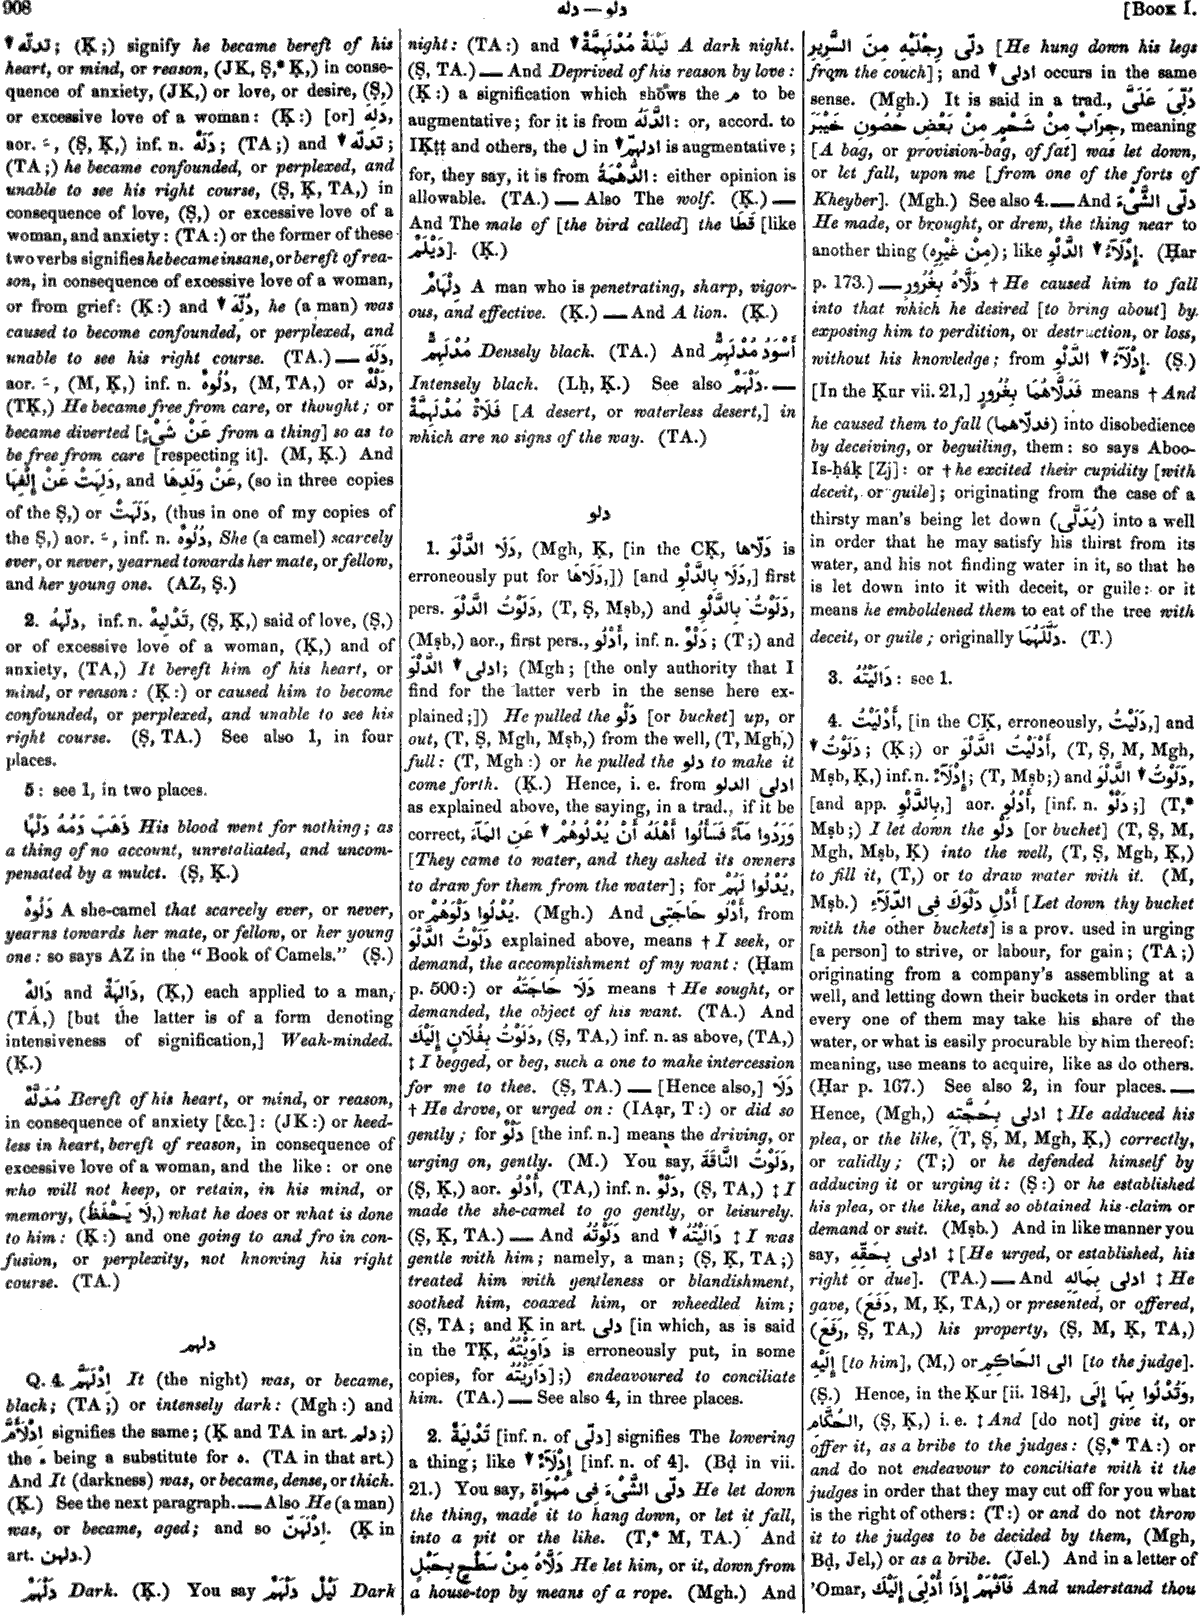 908
دلو — دله
[Book I.
تدلّه ▼; (Ḳ;) signify he became bereft of his
heart, or mind, or reason, (JK, Ṣ,* Ḳ,) in conse-
quence of anxiety, (JK,) or love, or desire, (Ṣ,)
or excessive love of a woman: (Ḳ:) [or] دَلِهَ,
aor. ـَ, (Ṣ, Ḳ,) inf. n. دَلَهٌ; (TA;) and ▼ تدلّه;
(TA;) he became confounded, or perplexed, and
unable to see his right course, (Ṣ, Ḳ, TA,) in
consequence of love, (Ṣ,) or excessive love of a
woman, and anxiety: (TA:) or the former of these
two verbs signifies he became insane, or bereft of rea-
son, in consequence of excessive love of a woman,
or from grief: (Ḳ:) and ▼ دُلِّهَ, he (a man) was
caused to become confounded, or perplexed, and
unable to see his right course. (TA.) — دَلَهَ,
aor. ـَ, (M, Ḳ,) inf. n. دُلُوهٌ, (M, TA,) or دَلْهٌ,
(TḲ,) He became free from care, or thought; or
became diverted [عَنْ شَىْءٍ from a thing] so as to
be free from care [respecting it]. (M, Ḳ.) And
دَلِهَتْ عَنْ إِلْفِهَا, and عَنْ وَلَدِهَا, (so in three copies
of the Ṣ,) or دَلَهَتْ, (thus in one of my copies of
the Ṣ,) aor. ـَ, inf. n. دُلُوهٌ, She (a camel) scarcely
ever, or never, yearned towards her mate, or fellow,
and her young one. (AZ, Ṣ.)
2. دلّههُ, inf. n. تَدْلِيهٌ, (Ṣ, Ḳ,) said of love, (Ṣ,)
or of excessive love of a woman, (Ḳ,) and of
anxiety, (TA,) It bereft him of his heart, or
mind, or reason: (Ḳ:) or caused him to become
confounded, or perplexed, and unable to see his
right course. (Ṣ, TA.) See also 1, in four
places.
5: see 1, in two places.
ذَهَبَ دَمُهُ دَلْهًا His blood went for nothing; as
a thing of no account, unretaliated, and uncom-
pensated by a mulct. (Ṣ, Ḳ.)
دَلُوهٌ A she-camel that scarcely ever, or never,
yearns towards her mate, or fellow, or her young
one: so says AZ in the “Book of Camels.” (Ṣ.)
دَالِهٌ and دَالِهَةٌ, (Ḳ,) each applied to a man,
(TA,) [but the latter is of a form denoting
intensiveness of signification,] Weak-minded.
(Ḳ.)
مُدَلَّهٌ Bereft of his heart, or mind, or reason,
in consequence of anxiety [&c.]: (JK:) or heed-
less in heart, bereft of reason, in consequence of
excessive love of a woman, and the like: or one
who will not keep, or retain, in his mind, or
memory, (لَا يَحْفَظُ,) what he does or what is done
to him: (Ḳ:) and one going to and fro in con-
fusion, or perplexity, not knowing his right
course. (TA.)
دلهم
Q. 4. اِدْلَهَمَّ It (the night) was, or became,
black; (TA;) or intensely dark: (Mgh:) and
اِدْلَأَمَّ signifies the same; (Ḳ and TA in art. دلم;)
the ء being a substitute for ه. (TA in that art.)
And It (darkness) was, or became, dense, or thick.
(Ḳ.) See the next paragraph. — Also He (a man)
was, or became, aged; and so اِدْلَهَنَّ. (Ḳ in
art. دلهن.)
دَلْهَمٌ Dark. (Ḳ.) You say لَيْلٌ دَلْهَمٌ Dark
night: (TA:) and ▼ لَيْلَةٌ مُدْلَهِمَّةٌ A dark night.
(Ṣ, TA.) — And Deprived of his reason by love:
(Ḳ:) a signification which shows the م to be
augmentative; for it is from الدَّلَهُ: or, accord. to
IḲṭṭ and others, the ل in ▼ ادلهمّ is augmentative;
for, they say, it is from الدُّهْمَةُ: either opinion is
allowable. (TA.) — Also The wolf. (Ḳ.) —
And The male of [the bird called] the قَطَا [like
دَيْلَمٌ]. (Ḳ.)
دِلْهَامٌ A man who is penetrating, sharp, vigor-
ous, and effective. (Ḳ.) — And A lion. (Ḳ.)
مُدْلَهِمٌّ Densely black. (TA.) And أَسْوَدُ مُدْلَهِمٌّ
Intensely black. (Lḥ, Ḳ.) See also دَلْهَمٌ. —
فَلَاةٌ مُدْلَهِمَّةٌ [A desert, or waterless desert,] in
which are no signs of the way. (TA.)
دلو
1. دَلَا الدَّلْوَ, (Mgh, Ḳ, [in the CḲ, دَلّاها is
erroneously put for دَلَاهَا,]) [and دَلَا بِالدَّلْوِ,] first
pers. دَلَوْتُ الدَّلْوَ, (T, Ṣ, Mṣb,) and دَلَوْتُ بِالدَّلْوِ,
(Mṣb,) aor., first pers., أَدْلُو, inf. n. دَلْوٌ; (T;) and
ادلى ▼ الدَّلْوَ; (Mgh; [the only authority that I
find for the latter verb in the sense here ex-
plained;]) He pulled the دَلْو [or bucket] up, or
out, (T, Ṣ, Mgh, Mṣb,) from the well, (T, Mgh,)
full: (T, Mgh:) or he pulled the دلو to make it
come forth. (Ḳ.) Hence, i. e. from ادلى الدلو
as explained above, the saying, in a trad., if it be
correct, وَرَدُوا مَآءً فَسَأَلُوا أَهْلَهُ أَنْ يُدْلُوهُمْ ▼ عَنِ المَآءِ
[They came to water, and they asked its owners
to draw for them from the water]; for يُدْلُوا لَهُمْ,
or يُدْلُوا دَلْوَهُمْ. (Mgh.) And أَدْلُو حَاجَتِى, from
دَلَوْتُ الدَّلْوَ explained above, means † I seek, or
demand, the accomplishment of my want: (Ḥam
p. 500:) or دَلَا حَاجَتَهُ means † He sought, or
demanded, the object of his want. (TA.) And
دَلَوْتُ بِفُلَانٍ إِلَيْكَ, (Ṣ, TA,) inf. n. as above, (TA,)
‡ I begged, or beg, such a one to make intercession
for me to thee. (Ṣ, TA.) — [Hence also,] دَلَا
† He drove, or urged on: (IAạr, T:) or did so
gently; for دَلْوٌ [the inf. n.] means the driving, or
urging on, gently. (M.) You say, دَلَوْتُ النَّاقَةَ,
(Ṣ, Ḳ,) aor. أَدْلُو, (TA,) inf. n. دَلْوٌ, (Ṣ, TA,) ‡ I
made the she-camel to go gently, or leisurely.
(Ṣ, Ḳ, TA.) — And دَلَوْتُهُ and ▼ دَالَيْتُهُ ‡ I was
gentle with him; namely, a man; (Ṣ, Ḳ, TA;)
treated him with gentleness or blandishment,
soothed him, coaxed him, or wheedled him;
(Ṣ, TA; and Ḳ in art. دلى [in which, as is said
in the TḲ, دَاوَيْتُهُ is erroneously put, in some
copies, for دَارَيْتُهُ];) endeavoured to conciliate
him. (TA.) — See also 4, in three places.
2. تَدْلِيَةٌ [inf. n. of دلّى] signifies The lowering
a thing; like ▼ إِدْلَآءٌ [inf. n. of 4]. (Bḍ in vii.
21.) You say, دلّى الشَّىْءَ فِى مَهْوَاةٍ He let down
the thing, made it to hang down, or let it fall,
into a pit or the like. (T,* M, TA.) And
دَلَّاهُ مِنْ سَطْحٍ بِحَبْلٍ He let him, or it, down from
a house-top by means of a rope. (Mgh.) And
دلّى رِجْلَيْهِ مِنَ السَّرِيرِ [He hung down his legs
from the couch]; and ▼ ادلى occurs in the same
sense. (Mgh.) It is said in a trad., دُلِّىَ عَلَىَّ
جِرَابٌ مِنْ شَحْمٍ مِنْ بَعْضِ حُصُونِ خَيْبَرَ, meaning
[A bag, or provision-bag, of fat] was let down,
or let fall, upon me [from one of the forts of
Kheyber]. (Mgh.) See also 4. — And دلّى الشَّىْءَ
He made, or brought, or drew, the thing near to
another thing (مِنْ غَيْرِهِ); like ▼ إِدْلَآءُ الدَّلْوِ. (Ḥar
p. 173.) — دَلَّاهُ بِغُرُورٍ † He caused him to fall
into that which he desired [to bring about] by
exposing him to perdition, or destruction, or loss,
without his knowledge; from ▼ إِدْلَآءُ الدَّلْوِ. (Ṣ.)
[In the Ḳur vii. 21,] فَدَلَّاهُمَا بِغُرُورٍ means † And
he caused them to fall (فدلّاهما) into disobedience
by deceiving, or beguiling, them: so says Aboo-
Is-ḥáḳ [Zj]: or † he excited their cupidity [with
deceit, or guile]; originating from the case of a
thirsty man's being let down (يُدَلَّى) into a well
in order that he may satisfy his thirst from its
water, and his not finding water in it, so that he
is let down into it with deceit, or guile: or it
means he emboldened them to eat of the tree with
deceit, or guile; originally دَلَّلَهُمَا. (T.)
3. دَالَيْتُهُ: see 1.
4. أَدْلَيْتُ, [in the CḲ, erroneously, دَلَيْتُ,] and
▼ دَلَوْتُ; (Ḳ;) or أَدْلَيْتُ الدَّلْوَ, (T, Ṣ, M, Mgh,
Mṣb, Ḳ,) inf. n. إِدْلَآءٌ; (T, Mṣb;) and دَلَوْتُ ▼ الدَّلْوَ,
[and app. بِالدَّلْوِ,] aor. أَدْلُو, [inf. n. دَلْوٌ;] (T,*
Mṣb;) I let down the دَلْو [or bucket] (T, Ṣ, M,
Mgh, Mṣb, Ḳ) into the well, (T, Ṣ, Mgh, Ḳ,)
to fill it, (T,) or to draw water with it. (M,
Mṣb.) أَدْلِ دَلْوَكَ فِى الدِّلَآءِ [Let down thy bucket
with the other buckets] is a prov. used in urging
[a person] to strive, or labour, for gain; (TA;)
originating from a company's assembling at a
well, and letting down their buckets in order that
every one of them may take his share of the
water, or what is easily procurable by him thereof:
meaning, use means to acquire, like as do others.
(Ḥar p. 167.) See also 2, in four places. —
Hence, (Mgh,) ادلى بِحُجَّتِهِ ‡ He adduced his
plea, or the like, (T, Ṣ, M, Mgh, Ḳ,) correctly,
or validly; (T;) or he defended himself by
adducing it or urging it: (Ṣ:) or he established
his plea, or the like, and so obtained his claim or
demand or suit. (Mṣb.) And in like manner you
say, ادلى بِحَقِّهِ ‡ [He urged, or established, his
right or due]. (TA.) — And ادلى بِمَالِهِ ‡ He
gave, (دَفَعَ, M, Ḳ, TA,) or presented, or offered,
(رَفَعَ, Ṣ, TA,) his property, (Ṣ, M, Ḳ, TA,)
إِلَيْهِ [to him], (M,) or الى الحَاكِمِ [to the judge].
(Ṣ.) Hence, in the Ḳur [ii. 184], وَتُدْلُوا بِهَا إِلَى
الحُكَّامِ, (Ṣ, Ḳ,) i. e. ‡ And [do not] give it, or
offer it, as a bribe to the judges: (Ṣ,* TA:) or
and do not endeavour to conciliate with it the
judges in order that they may cut off for you what
is the right of others: (T:) or and do not throw
it to the judges to be decided by them, (Mgh,
Bḍ, Jel,) or as a bribe. (Jel.) And in a letter of
'Omar, فَافْهَمْ إِذَا أُدْلِىَ إِلَيْكَ And understand thou